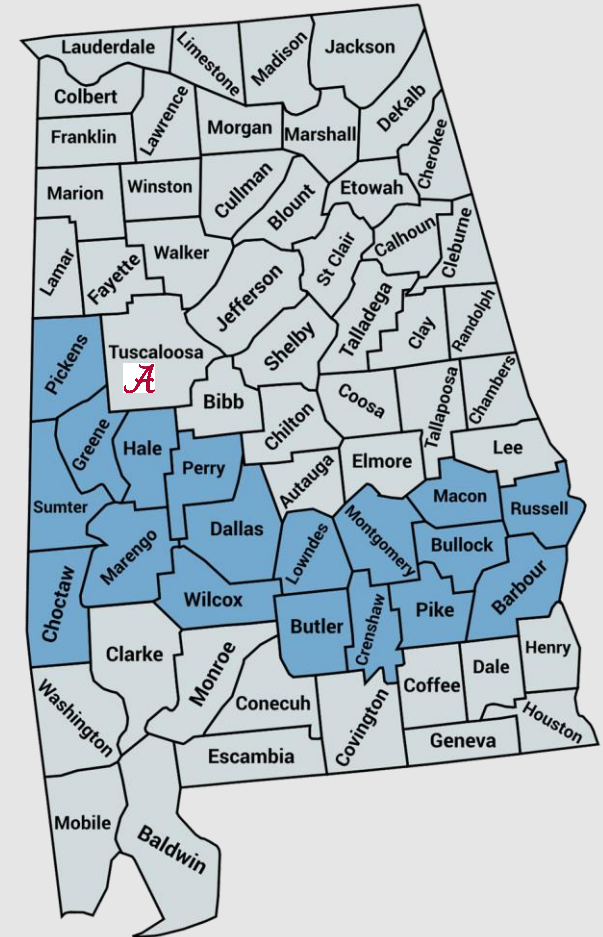 Lauderdale
Limestone
Madison
Jackson
Colbert
Lawrence
Franklin
Morgan
Marshall
DeKalb
Cherokee
Marion
Winston
Cullman
Blount
Etowah
Lamar
Fayette
Walker
Jefferson
St Clair
Calhoun
Cleburne
Pickens
Tuscaloosa
A
Shelby
Talladega
Clay
Randolph
Bibb
Chilton
Coosa
Tallapoosa
Chambers
Greene
Hale
Perry
Autauga
Elmore
Lee
Sumter
Marengo
Dallas
Lowndes
Montgomery
Macon
Russell
Bullock
Choctaw
Wilcox
Butler
Crenshaw
Pike
Barbour
Clarke
Monroe
Conecuh
Covington
Coffee
Dale
Henry
Washington
Escambia
Geneva
Houston
Mobile
Baldwin